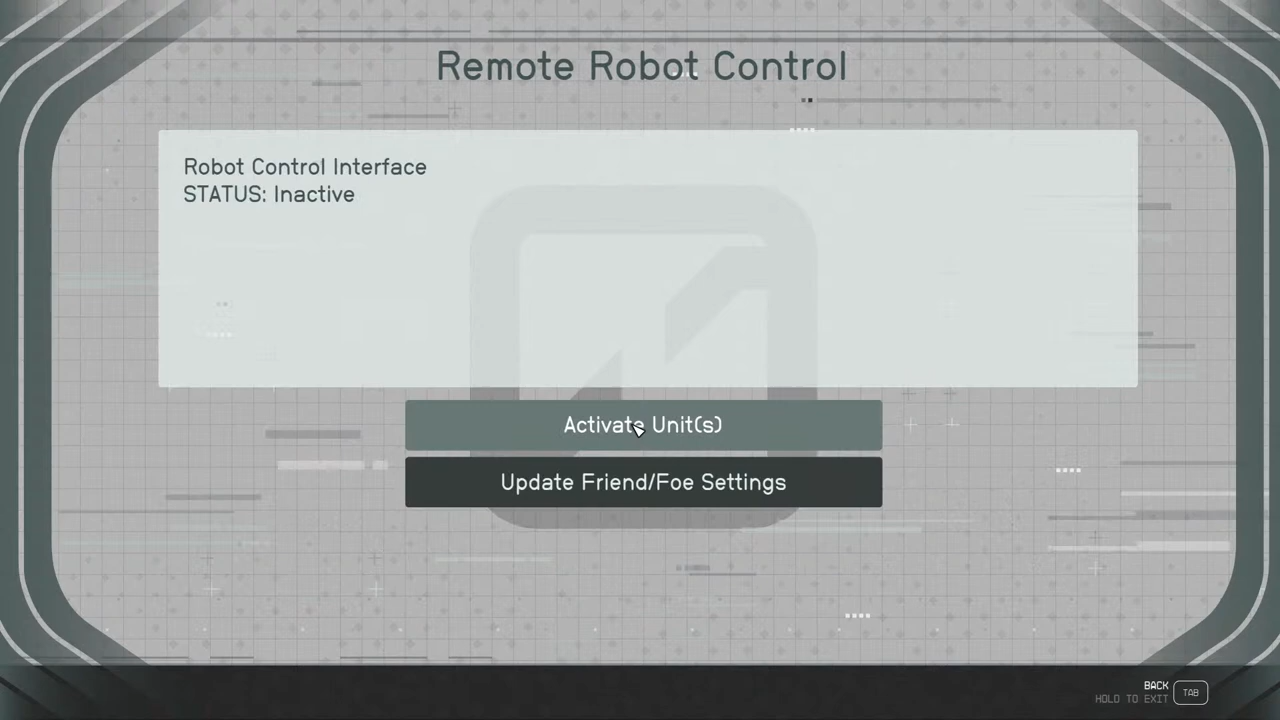 Remote Robot Control
Robot Control Interface
STATUS: Inactive
Activate Unit(s)
Update Friend/Foe Settings
BACK
HOLD TO EXIT
TAB